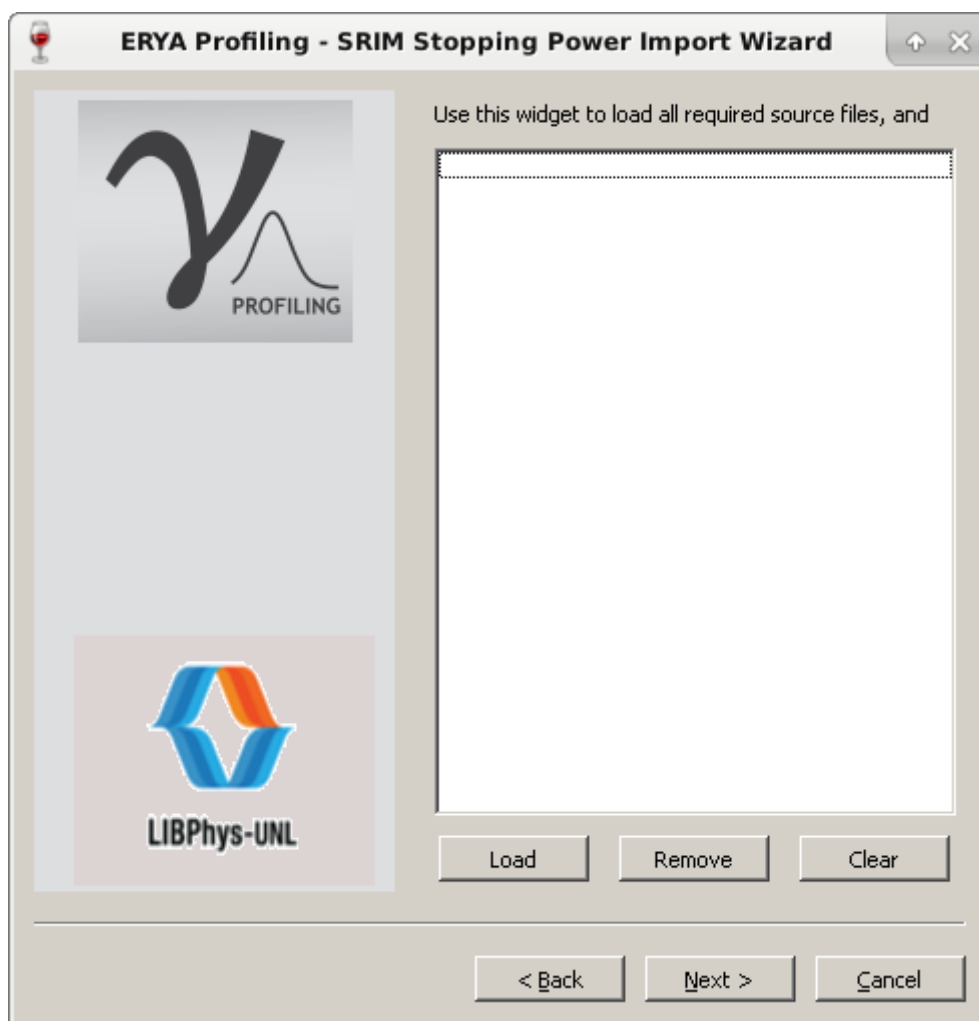 ERYA Profiling - SRIM Stopping Power Import Wizard
Use this widget to load all required source files, and
γ
PROFILING
LIBPhys-UNL
Load Remove Clear
< Back Next > Cancel